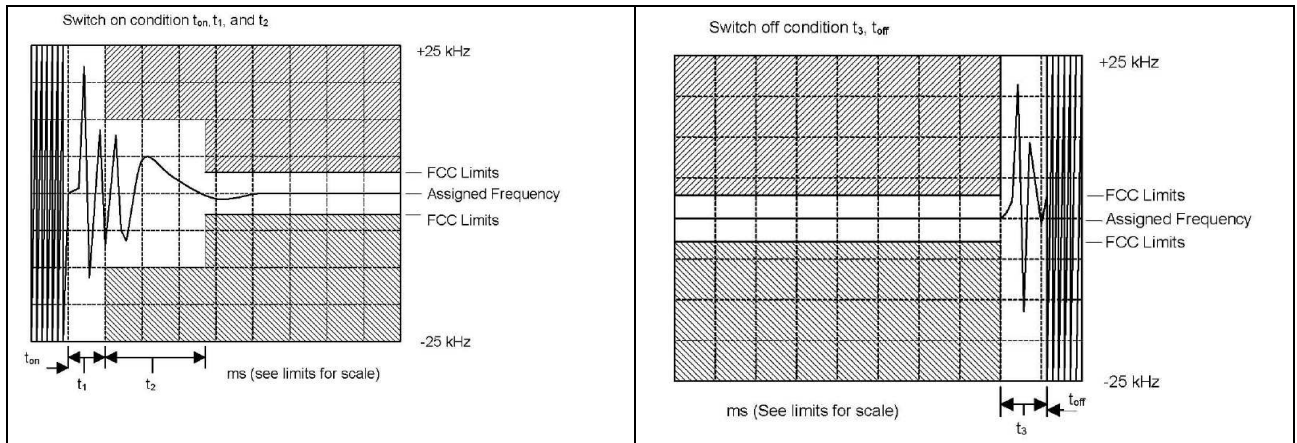 Switch on condition ton, t1, and t2
+25 kHz
FCC Limits
Assigned Frequency
FCC Limits
-25 kHz
ton
t1
t2
ms (see limits for scale)
Switch off condition t3, toff
+25 kHz
FCC Limits
Assigned Frequency
FCC Limits
-25 kHz
ms (See limits for scale)
t3
toff